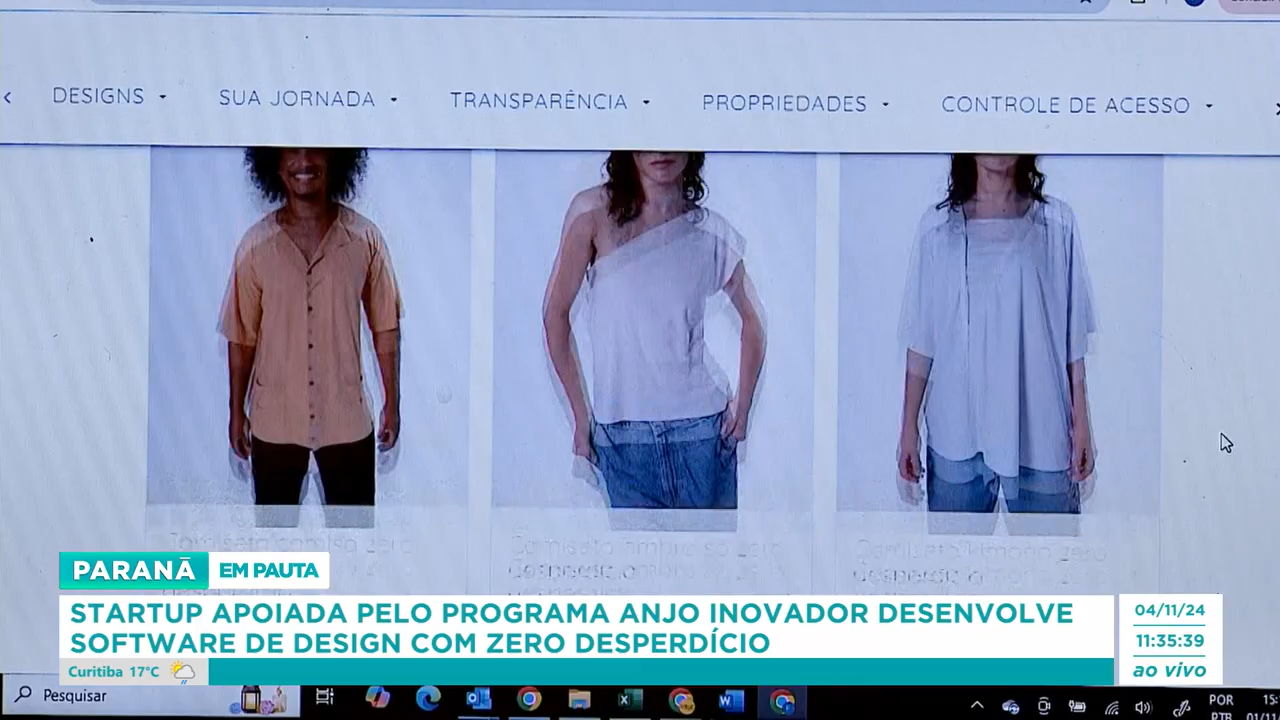 DESIGNS
SUA JORNADA
TRANSPARÊNCIA
PROPRIEDADES
CONTROLE DE ACESSO
PARANÁ EM PAUTA
STARTUP APOIADA PELO PROGRAMA ANJO INOVADOR DESENVOLVE
SOFTWARE DE DESIGN COM ZERO DESPERDÍCIO
04/11/24
11:35:39
ao vivo
Curitiba 17°C
Pesquisar
POR